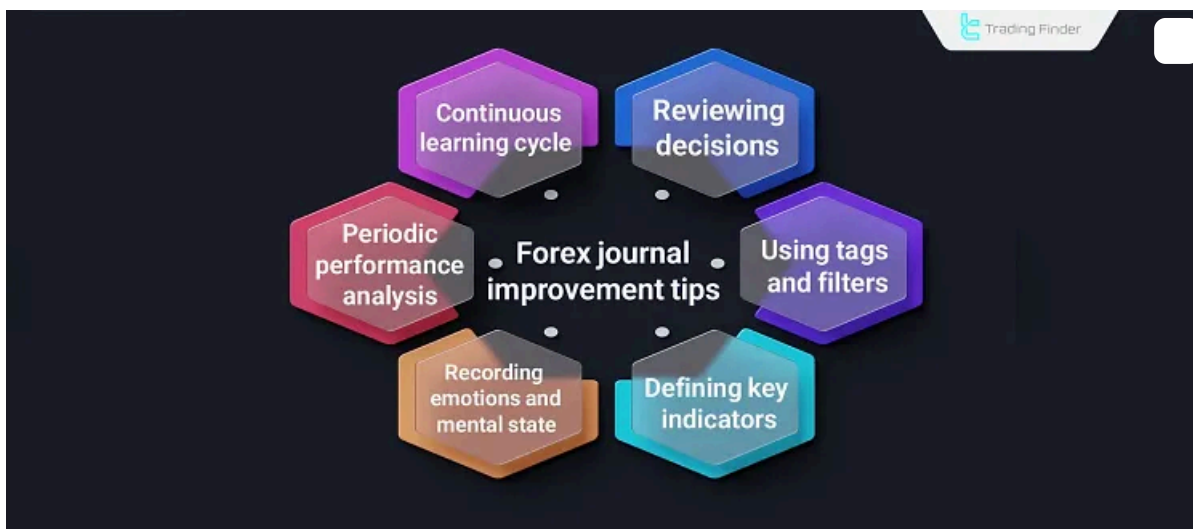 Trading Finder
Continuous
learning cycle
Reviewing
decisions
Periodic
performance
analysis
Forex journal
improvement tips
Using tags
and filters
Recording
emotions and
mental state
Defining key
indicators